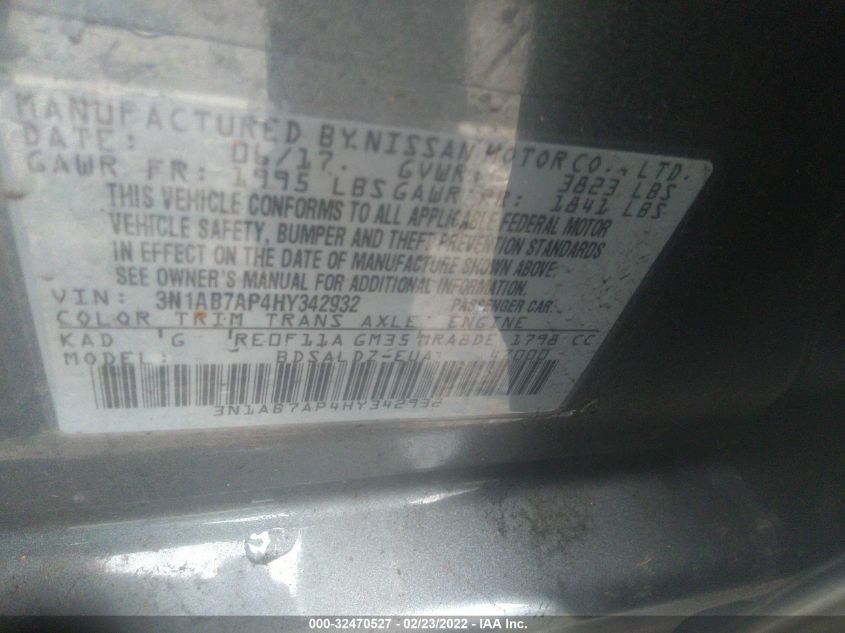 MANUFACTURED BY NISSAN MOTOR CO., LTD.
DATE: 06/17 GVWR: 3823 LBS
GAWR FR: 1995 LBS GAWR RR: 1841 LBS
THIS VEHICLE CONFORMS TO ALL APPLICABLE FEDERAL MOTOR
VEHICLE SAFETY, BUMPER AND THEFT PREVENTION STANDARDS
IN EFFECT ON THE DATE OF MANUFACTURE SHOWN ABOVE
SEE OWNER'S MANUAL FOR ADDITIONAL INFORMATION.
VIN: 3N1AB7AP4HY342932 PASSENGER CAR
COLOR TRIM TRANS AXLE ENGINE
KAD G RE0F11A GM35 MRA8DE 1798 CC
MODEL: BDSALDZ-EUA
3N1AB7AP4HY342932
000-32470527 - 02/23/2022 - IAA Inc.